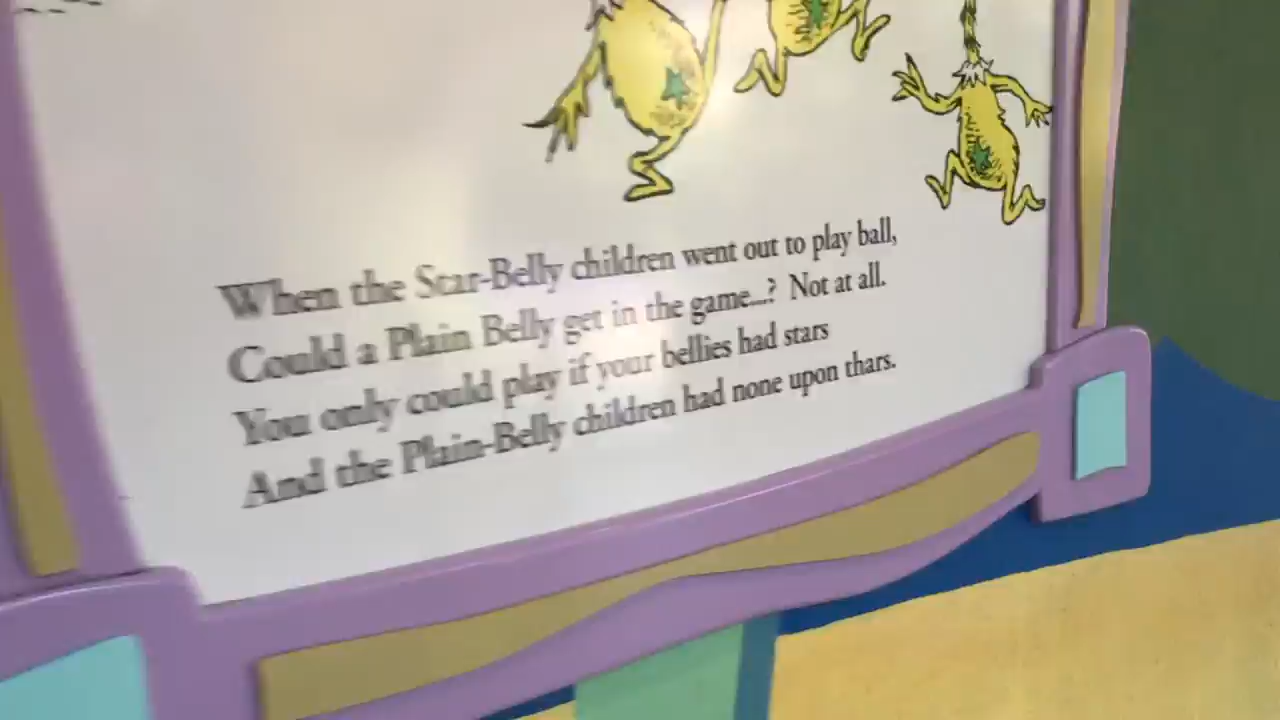 When the Star-Belly children went out to play ball,
Could a Plain Belly get in the game...? Not at all.
You only could play if your bellies had stars
And the Plain-Belly children had none upon thars.